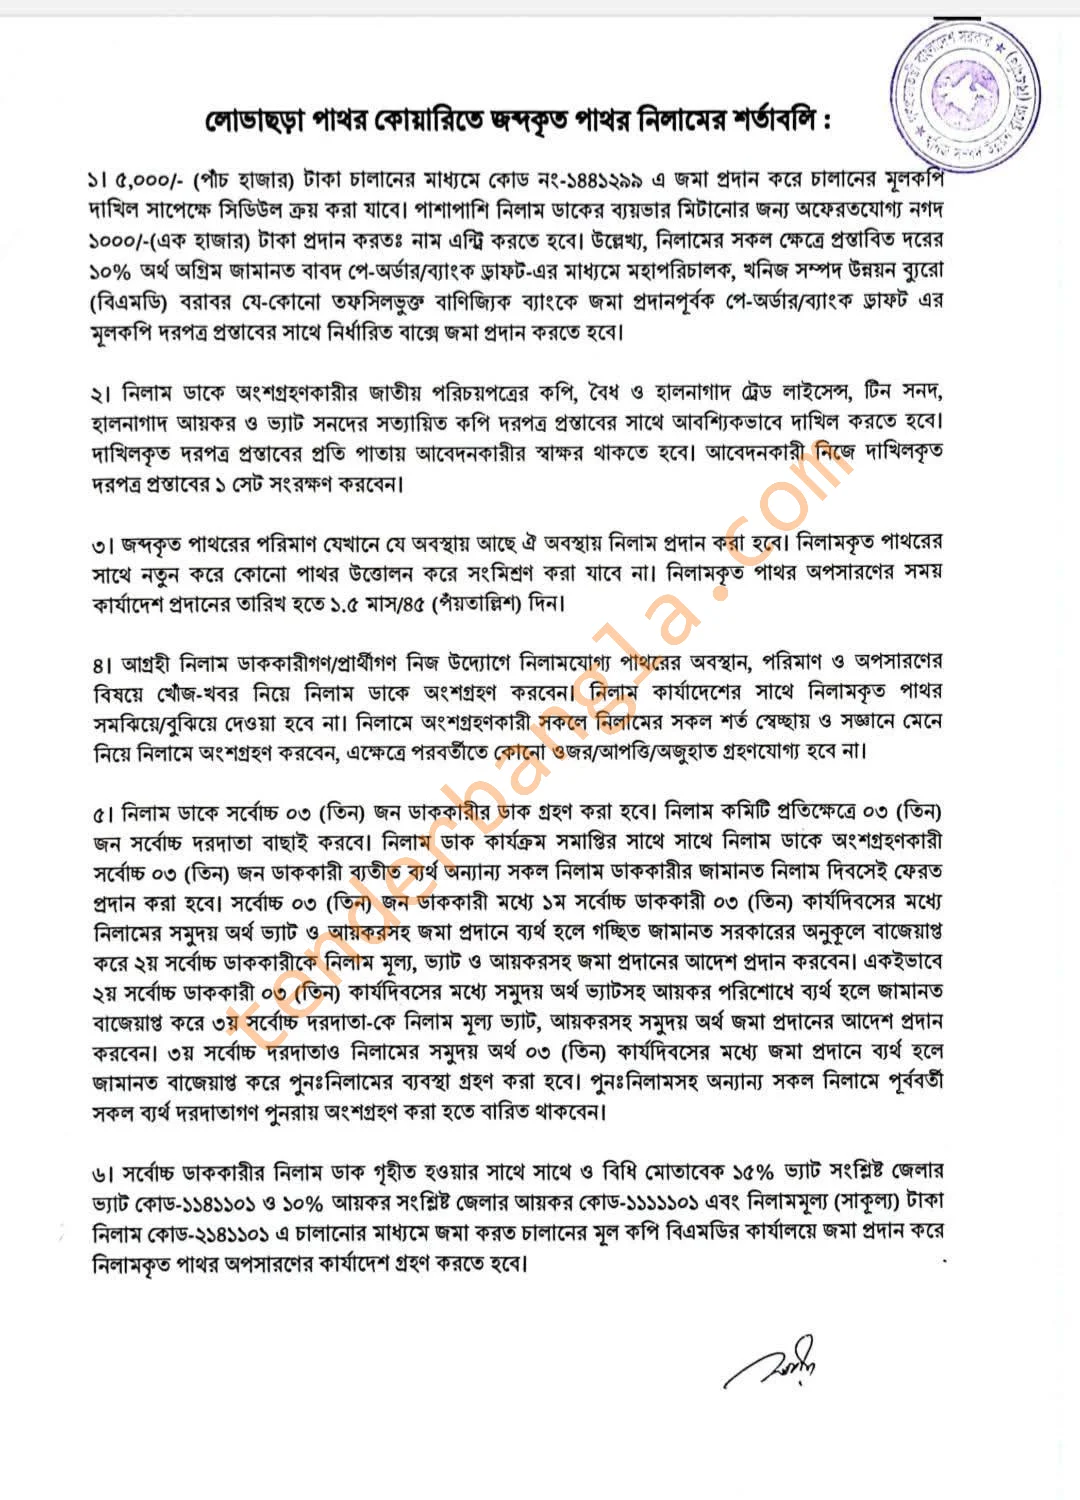 লোভাছড়া পাথর কোয়ারিতে জব্দকৃত পাথর নিলামের শর্তাবলি :
১। ৫,০০০/- (পাঁচ হাজার) টাকা চালানের মাধ্যমে কোড নং-১৪৪১২৯৯ এ জমা প্রদান করে চালানের মূলকপি
দাখিল সাপেক্ষে সিডিউল ক্রয় করা যাবে। পাশাপাশি নিলাম ডাকের ব্যয়ভার মিটানোর জন্য অফেরতযোগ্য নগদ
১০০০/-(এক হাজার) টাকা প্রদান করতঃ নাম এন্ট্রি করতে হবে। উল্লেখ্য, নিলামের সকল ক্ষেত্রে প্রস্তাবিত দরের
১০% অর্থ অগ্রিম জামানত বাবদ পে-অর্ডার/ব্যাংক ড্রাফট-এর মাধ্যমে মহাপরিচালক, খনিজ সম্পদ উন্নয়ন ব্যুরো
(বিএমডি) বরাবর যে-কোনো তফসিলভুক্ত বাণিজ্যিক ব্যাংকে জমা প্রদানপূর্বক পে-অর্ডার/ব্যাংক ড্রাফট এর
মূলকপি দরপত্র প্রস্তাবের সাথে নির্ধারিত বাক্সে জমা প্রদান করতে হবে।
২। নিলাম ডাকে অংশগ্রহণকারীর জাতীয় পরিচয়পত্রের কপি, বৈধ ও হালনাগাদ ট্রেড লাইসেন্স, টিন সনদ,
হালনাগাদ আয়কর ও ভ্যাট সনদের সত্যায়িত কপি দরপত্র প্রস্তাবের সাথে আবশ্যিকভাবে দাখিল করতে হবে।
দাখিলকৃত দরপত্র প্রস্তাবের প্রতি পাতায় আবেদনকারীর স্বাক্ষর থাকতে হবে। আবেদনকারী নিজে দাখিলকৃত
দরপত্র প্রস্তাবের ১ সেট সংরক্ষণ করবেন।
৩। জব্দকৃত পাথরের পরিমাণ যেখানে যে অবস্থায় আছে ঐ অবস্থায় নিলাম প্রদান করা হবে। নিলামকৃত পাথরের
সাথে নতুন করে কোনো পাথর উত্তোলন করে সংমিশ্রণ করা যাবে না। নিলামকৃত পাথর অপসারণের সময়
কার্যাদেশ প্রদানের তারিখ হতে ১.৫ মাস/৪৫ (পঁয়তাল্লিশ) দিন।
৪। আগ্রহী নিলাম ডাককারীগণ/প্রার্থীগণ নিজ উদ্যোগে নিলামযোগ্য পাথরের অবস্থান, পরিমাণ ও অপসারণের
বিষয়ে খোঁজ-খবর নিয়ে নিলাম ডাকে অংশগ্রহণ করবেন। নিলাম কার্যাদেশের সাথে নিলামকৃত পাথর
সমঝিয়ে/বুঝিয়ে দেওয়া হবে না। নিলামে অংশগ্রহণকারী সকলে নিলামের সকল শর্ত স্বেচ্ছায় ও সজ্ঞানে মেনে
নিয়ে নিলামে অংশগ্রহণ করবেন, এক্ষেত্রে পরবর্তীতে কোনো ওজর/আপত্তি/অজুহাত গ্রহণযোগ্য হবে না।
৫। নিলাম ডাকে সর্বোচ্চ ০৩ (তিন) জন ডাককারীর ডাক গ্রহণ করা হবে। নিলাম কমিটি প্রতিক্ষেত্রে ০৩ (তিন)
জন সর্বোচ্চ দরদাতা বাছাই করবে। নিলাম ডাক কার্যক্রম সমাপ্তির সাথে সাথে নিলাম ডাকে অংশগ্রহণকারী
সর্বোচ্চ ০৩ (তিন) জন ডাককারী ব্যতীত ব্যর্থ অন্যান্য সকল নিলাম ডাককারীর জামানত নিলাম দিবসেই ফেরত
প্রদান করা হবে। সর্বোচ্চ ০৩ (তিন) জন ডাককারী মধ্যে ১ম সর্বোচ্চ ডাককারী ০৩ (তিন) কার্যদিবসের মধ্যে
নিলামের সমুদয় অর্থ ভ্যাট ও আয়করসহ জমা প্রদানে ব্যর্থ হলে গচ্ছিত জামানত সরকারের অনুকূলে বাজেয়াপ্ত
করে ২য় সর্বোচ্চ ডাককারীকে নিলাম মূল্য, ভ্যাট ও আয়করসহ জমা প্রদানের আদেশ প্রদান করবেন। একইভাবে
২য় সর্বোচ্চ ডাককারী ০৩ (তিন) কার্যদিবসের মধ্যে সমুদয় অর্থ ভ্যাটসহ আয়কর পরিশোধে ব্যর্থ হলে জামানত
বাজেয়াপ্ত করে ৩য় সর্বোচ্চ দরদাতা-কে নিলাম মূল্য ভ্যাট, আয়করসহ সমুদয় অর্থ জমা প্রদানের আদেশ প্রদান
করবেন। ৩য় সর্বোচ্চ দরদাতাও নিলামের সমুদয় অর্থ ০৩ (তিন) কার্যদিবসের মধ্যে জমা প্রদানে ব্যর্থ হলে
জামানত বাজেয়াপ্ত করে পুনঃনিলামের ব্যবস্থা গ্রহণ করা হবে। পুনঃনিলামসহ অন্যান্য সকল নিলামে পূর্ববর্তী
সকল ব্যর্থ দরদাতাগণ পুনরায় অংশগ্রহণ করা হতে বারিত থাকবেন।
৬। সর্বোচ্চ ডাককারীর নিলাম ডাক গৃহীত হওয়ার সাথে সাথে ও বিধি মোতাবেক ১৫% ভ্যাট সংশ্লিষ্ট জেলার
ভ্যাট কোড-১১৪১১০১ ও ১০% আয়কর সংশ্লিষ্ট জেলার আয়কর কোড-১১১১১০১ এবং নিলামমূল্য (সাকূল্য) টাকা
নিলাম কোড-২১৪১১০১ এ চালানোর মাধ্যমে জমা করত চালানের মূল কপি বিএমডির কার্যালয়ে জমা প্রদান করে
নিলামকৃত পাথর অপসারণের কার্যাদেশ গ্রহণ করতে হবে।
tenderbangla.com